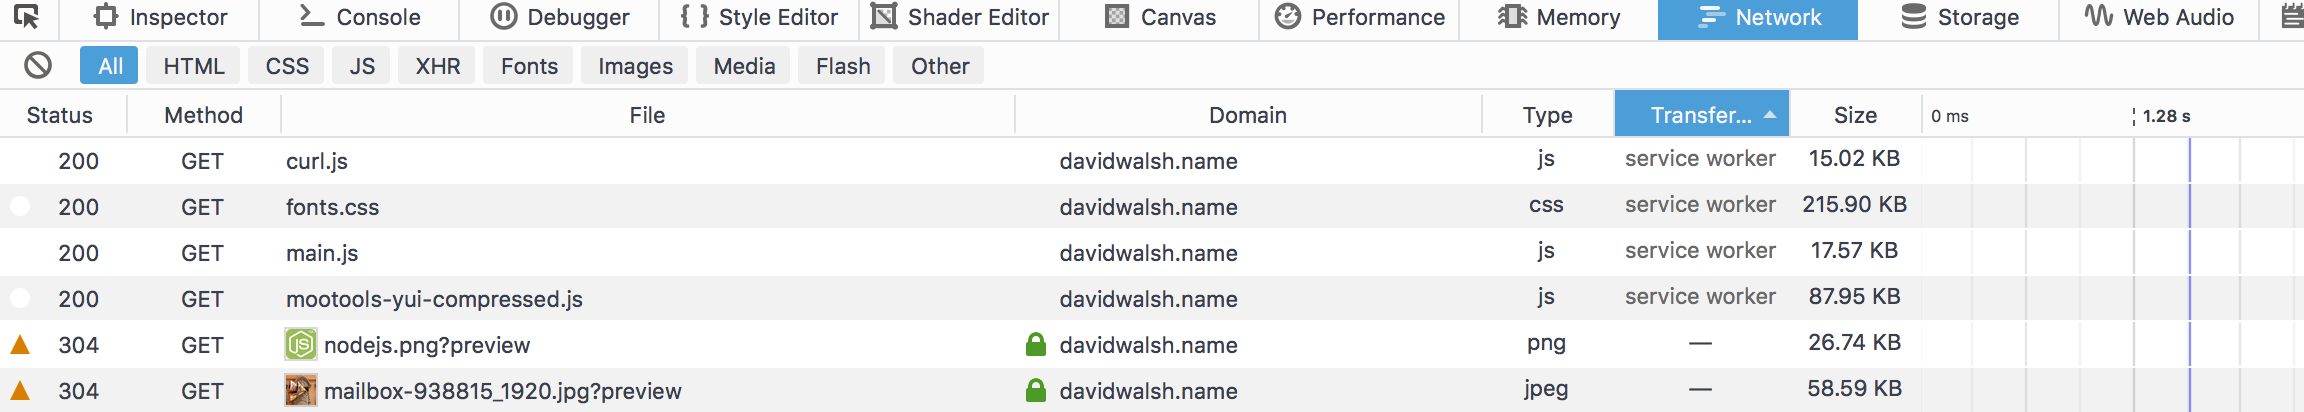 Inspector Console Debugger Style Editor Shader Editor Canvas Performance Memory Network Storage Web Audio
All HTML CSS JS XHR Fonts Images Media Flash Other
Status Method File Domain Type Transfer... Size 0 ms 1.28 s
200 GET curl.js davidwalsh.name js service worker 15.02 KB
200 GET fonts.css davidwalsh.name css service worker 215.90 KB
200 GET main.js davidwalsh.name js service worker 17.57 KB
200 GET mootools-yui-compressed.js davidwalsh.name js service worker 87.95 KB
304 GET JS nodejs.png?preview davidwalsh.name png — 26.74 KB
304 GET mailbox-938815_1920.jpg?preview davidwalsh.name jpeg — 58.59 KB